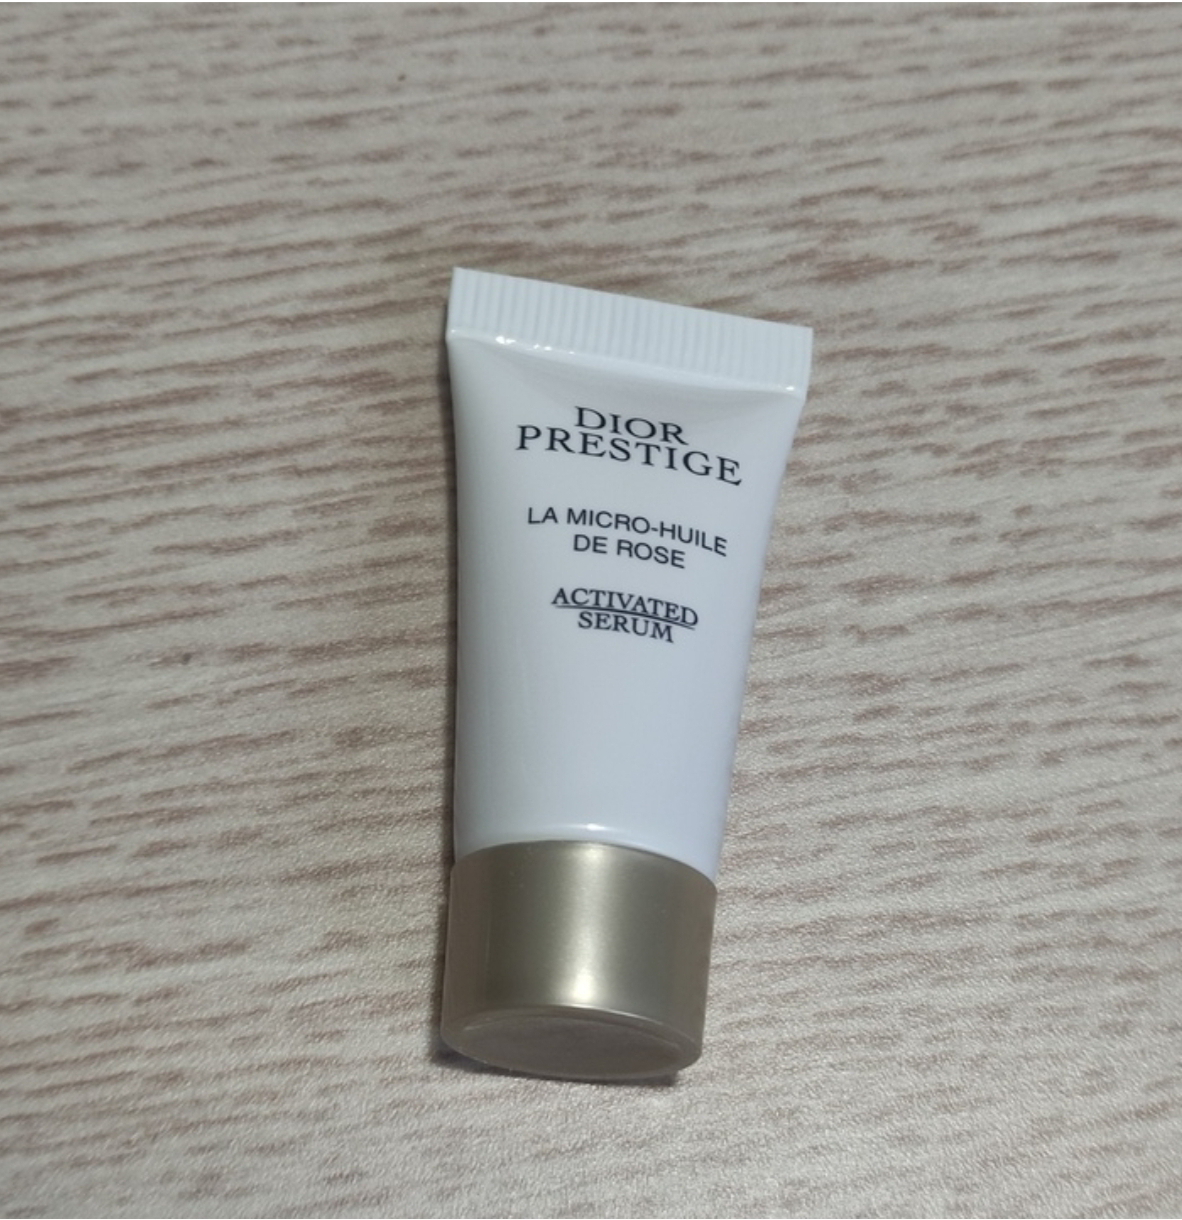 DIOR
PRESTIGE
LA MICRO-HUILE
DE ROSE
ACTIVATED
SERUM